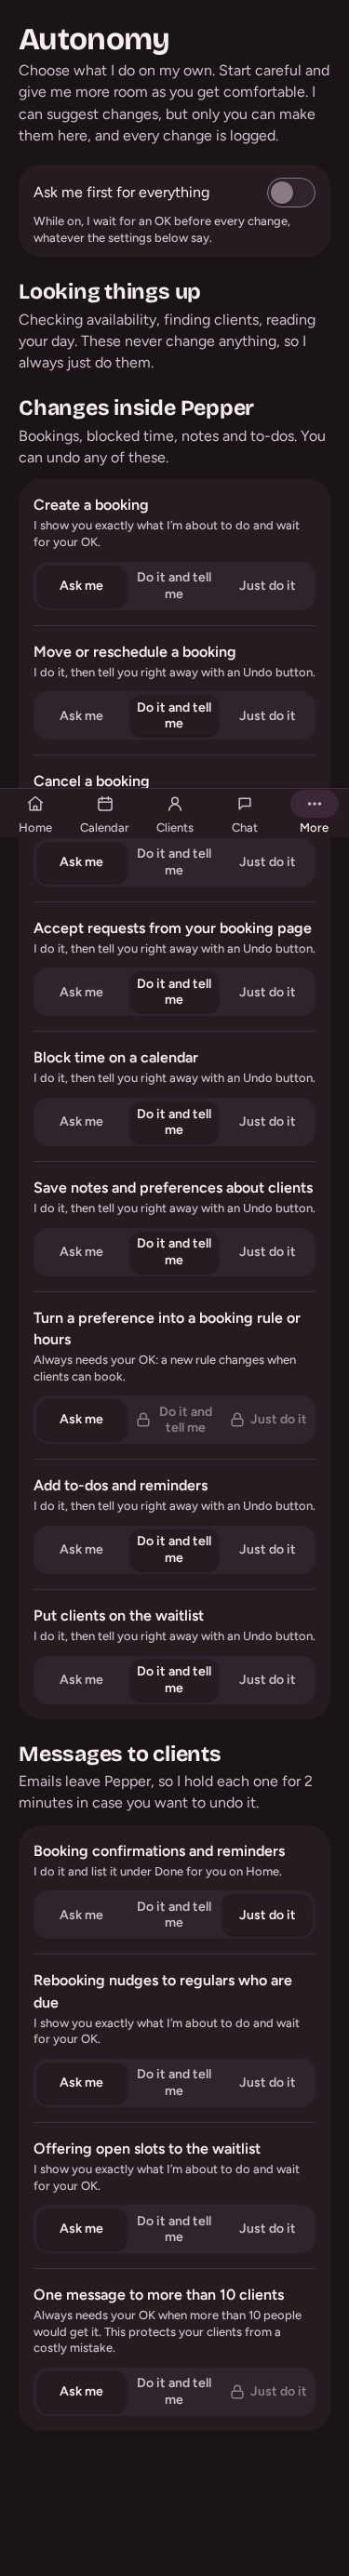 Autonomy
Choose what I do on my own. Start careful and
give me more room as you get comfortable. I
can suggest changes, but only you can make
them here, and every change is logged.
Ask me first for everything
While on, I wait for an OK before every change,
whatever the settings below say.
Looking things up
Checking availability, finding clients, reading
your day. These never change anything, so I
always just do them.
Changes inside Pepper
Bookings, blocked time, notes and to-dos. You
can undo any of these.
Create a booking
I show you exactly what I'm about to do and wait
for your OK.
Ask me
Do it and tell
me
Just do it
Move or reschedule a booking
I do it, then tell you right away with an Undo button.
Ask me
Do it and tell
me
Just do it
Cancel a booking
Home
Calendar
Clients
Chat
More
Ask me
Do it and tell
me
Just do it
Accept requests from your booking page
I do it, then tell you right away with an Undo button.
Ask me
Do it and tell
me
Just do it
Block time on a calendar
I do it, then tell you right away with an Undo button.
Ask me
Do it and tell
me
Just do it
Save notes and preferences about clients
I do it, then tell you right away with an Undo button.
Ask me
Do it and tell
me
Just do it
Turn a preference into a booking rule or
hours
Always needs your OK: a new rule changes when
clients can book.
Ask me
Do it and
tell me
Just do it
Add to-dos and reminders
I do it, then tell you right away with an Undo button.
Ask me
Do it and tell
me
Just do it
Put clients on the waitlist
I do it, then tell you right away with an Undo button.
Ask me
Do it and tell
me
Just do it
Messages to clients
Emails leave Pepper, so I hold each one for 2
minutes in case you want to undo it.
Booking confirmations and reminders
I do it and list it under Done for you on Home.
Ask me
Do it and tell
me
Just do it
Rebooking nudges to regulars who are
due
I show you exactly what I'm about to do and wait
for your OK.
Ask me
Do it and tell
me
Just do it
Offering open slots to the waitlist
I show you exactly what I'm about to do and wait
for your OK.
Ask me
Do it and tell
me
Just do it
One message to more than 10 clients
Always needs your OK when more than 10 people
would get it. This protects your clients from a
costly mistake.
Ask me
Do it and tell
me
Just do it